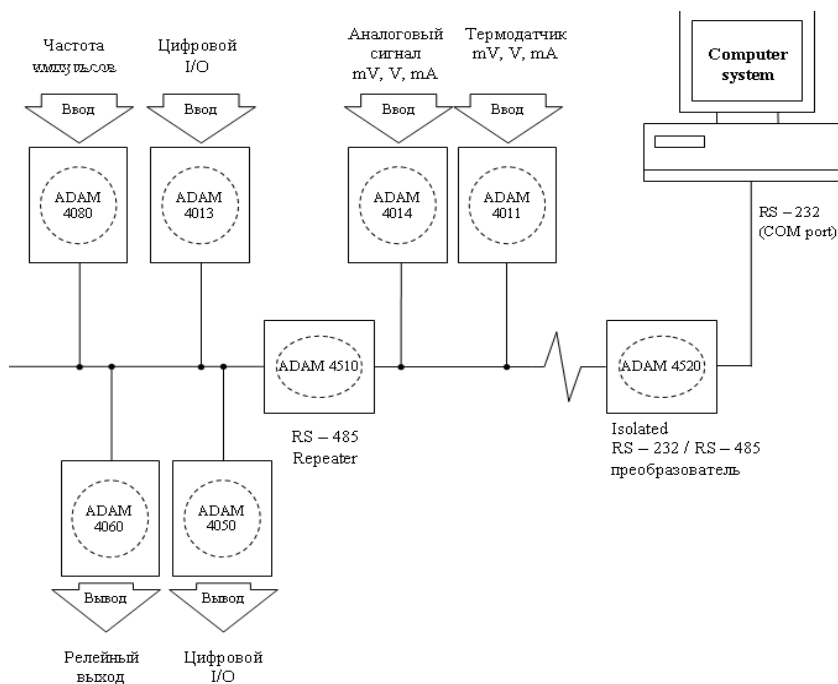 Частота
импульсов
Цифровой
I/O
Аналоговый
сигнал
mV, V, mA
Термодатчик
mV, V, mA
Computer
system
Ввод
Ввод
Ввод
Ввод
ADAM
4080
ADAM
4013
ADAM
4014
ADAM
4011
RS – 232
(COM port)
ADAM 4510
ADAM 4520
RS – 485
Repeater
Isolated
RS – 232 / RS – 485
преобразователь
ADAM
4060
ADAM
4050
Вывод
Вывод
Релейный
выход
Цифровой
I/O